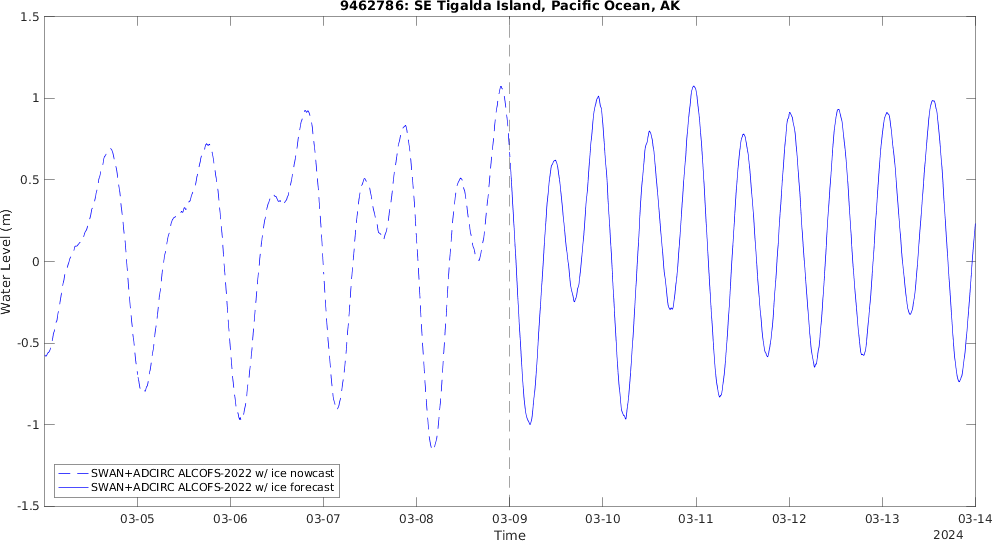 9462786: SE Tigalda Island, Pacific Ocean, AK
1.5
1
0.5
0
-0.5
-1
-1.5
Water Level (m)
SWAN+ADCIRC ALCOFS-2022 w/ ice nowcast
SWAN+ADCIRC ALCOFS-2022 w/ ice forecast
03-05 03-06 03-07 03-08 03-09 03-10 03-11 03-12 03-13 03-14
Time
2024